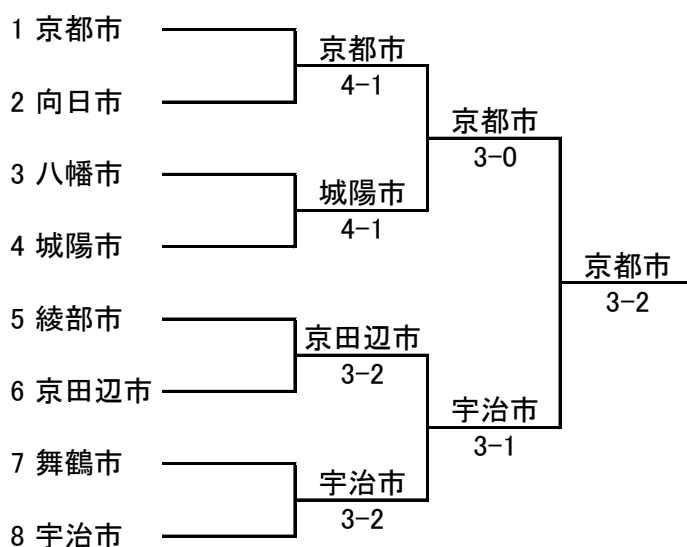 1 京都市
2 向日市
3 八幡市
4 城陽市
5 綾部市
6 京田辺市
7 舞鶴市
8 宇治市
京都市
4-1
城陽市
4-1
京田辺市
3-2
宇治市
3-2
京都市
3-0
宇治市
3-1
京都市
3-2